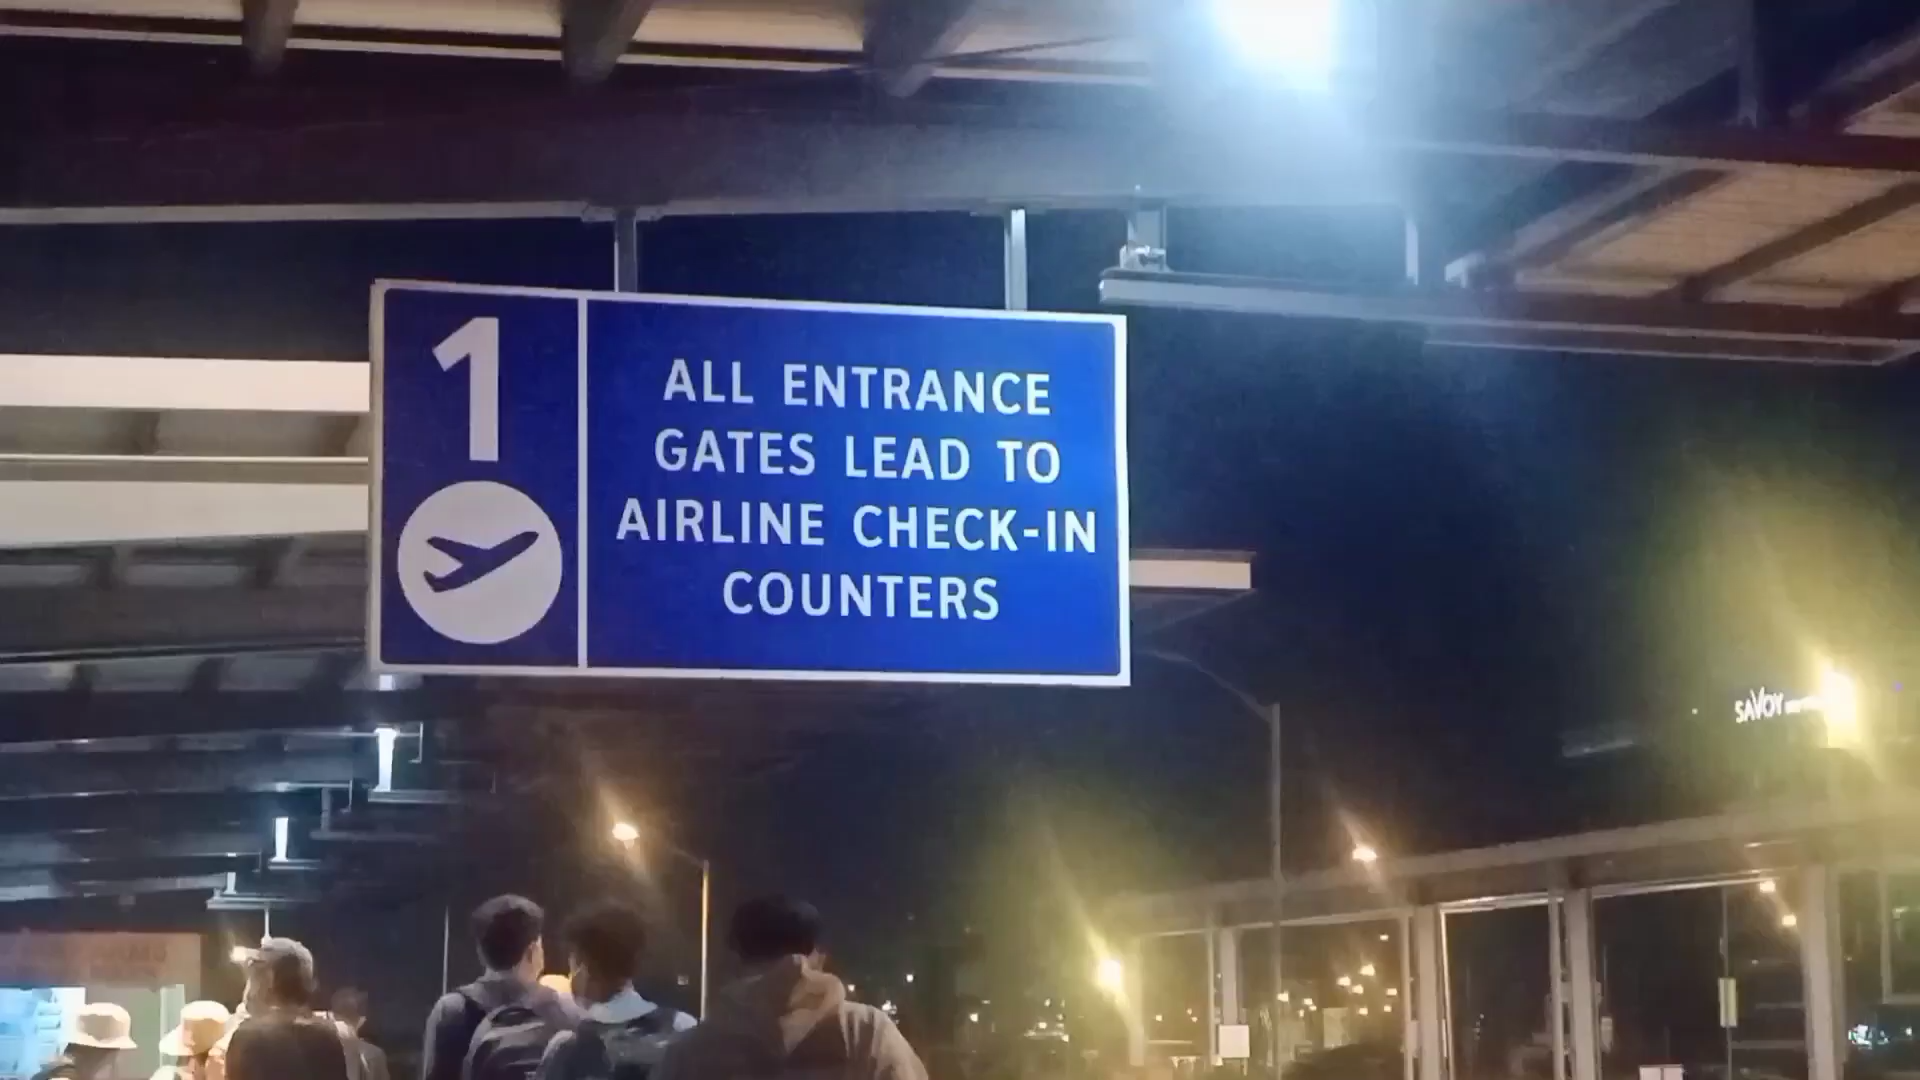 1
ALL ENTRANCE
GATES LEAD TO
AIRLINE CHECK-IN
COUNTERS
SAVOY